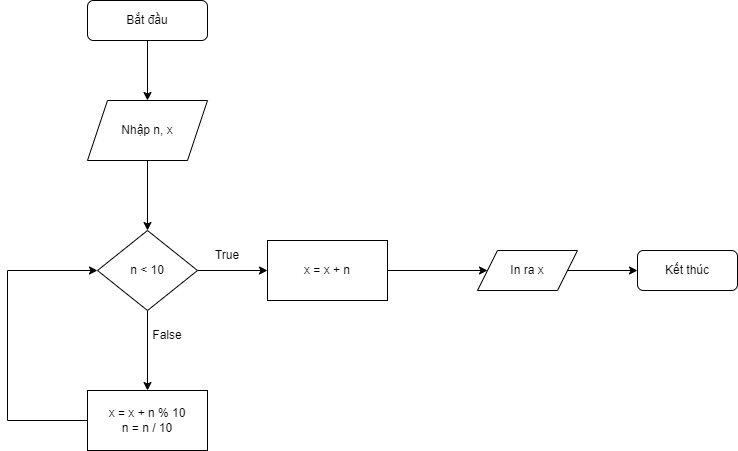 Bắt đầu
Nhập n, x
n < 10
True
x = x + n
In ra x
Kết thúc
False
x = x + n % 10
n = n / 10